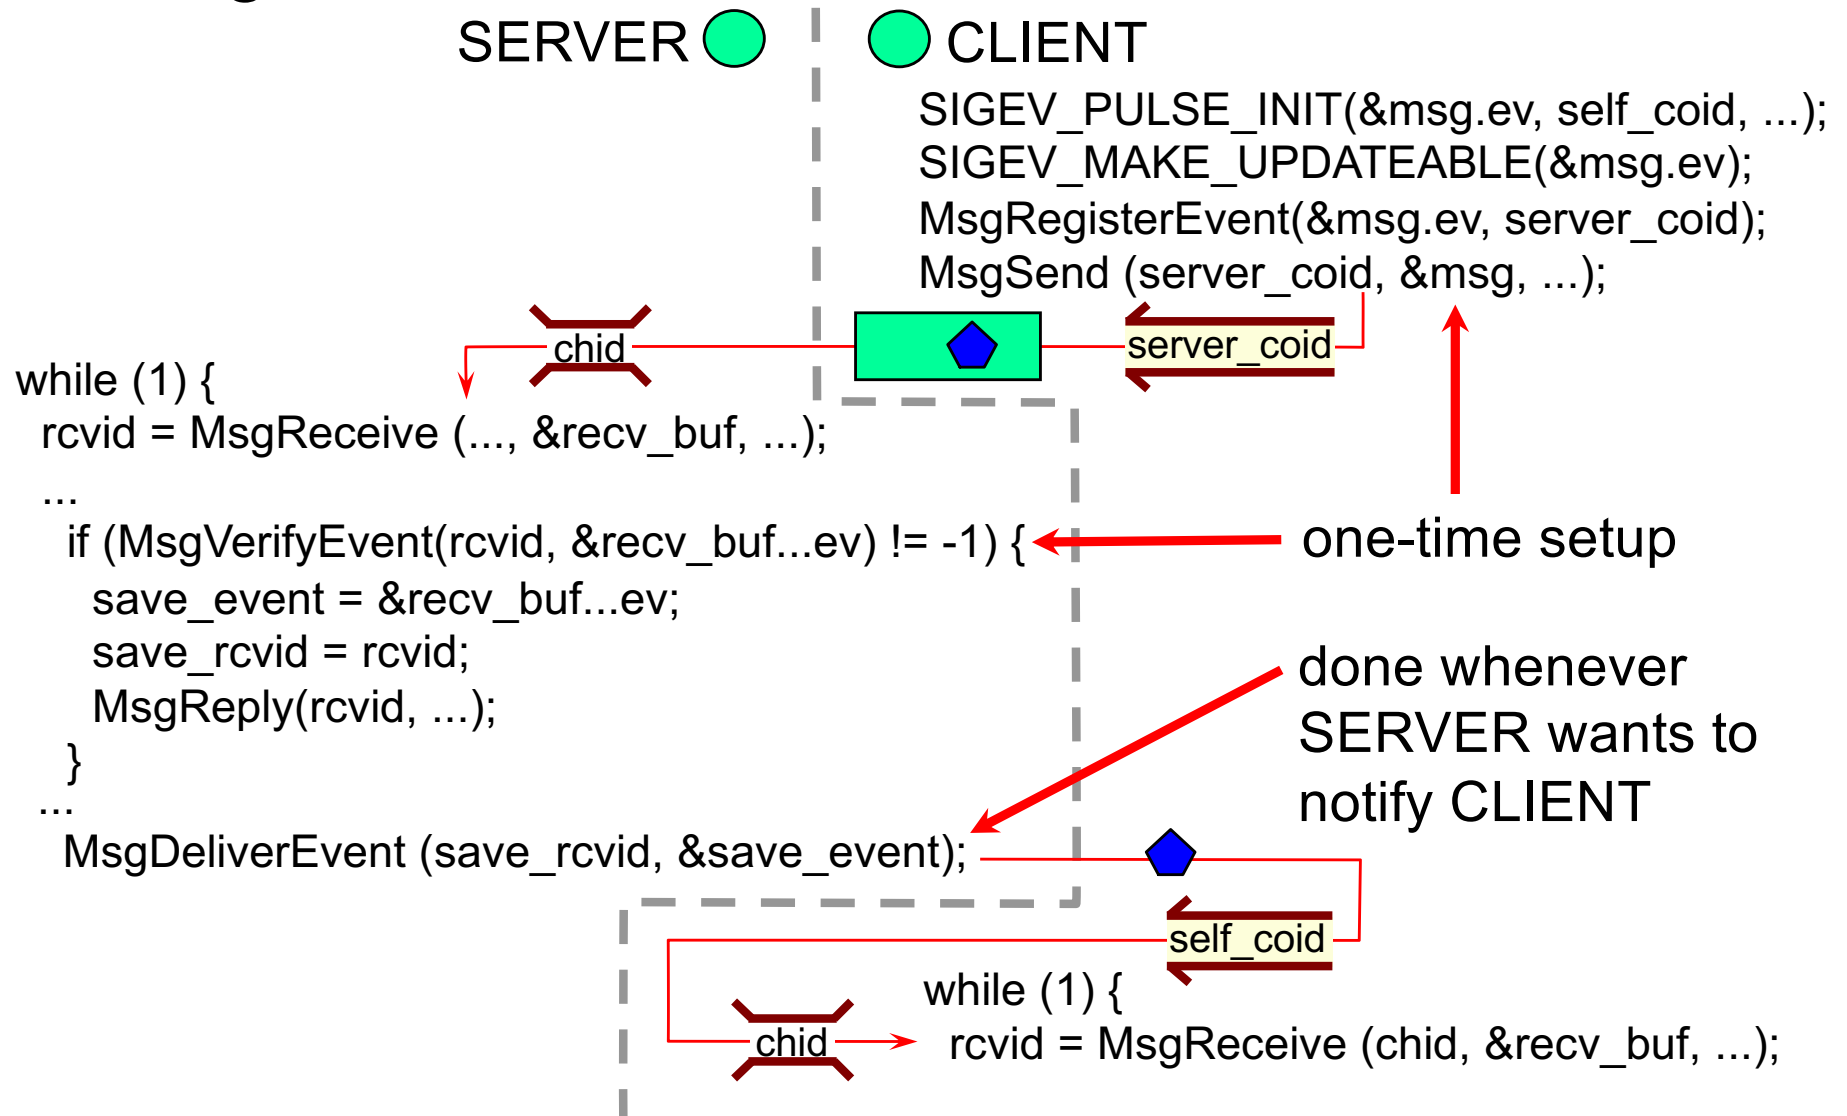 SERVER
CLIENT
SIGEV_PULSE_INIT(&msg.ev, self_coid, ...);
SIGEV_MAKE_UPDATEABLE(&msg.ev);
MsgRegisterEvent(&msg.ev, server_coid);
MsgSend (server_coid, &msg, ...);
chid
server_coid
while (1) {
rcvid = MsgReceive (..., &recv_buf, ...);
...
if (MsgVerifyEvent(rcvid, &recv_buf...ev) != -1) {
one-time setup
save_event = &recv_buf...ev;
save_rcvid = rcvid;
MsgReply(rcvid, ...);
}
...
done whenever
SERVER wants to
notify CLIENT
MsgDeliverEvent (save_rcvid, &save_event);
self_coid
while (1) {
chid
rcvid = MsgReceive (chid, &recv_buf, ...);